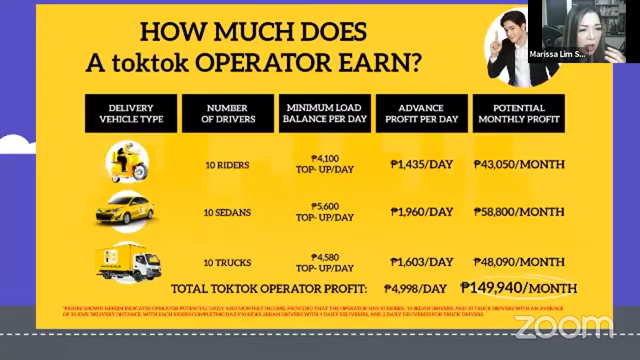 HOW MUCH DOES
A toktok OPERATOR EARN?
Marissa Lim S...
DELIVERY VEHICLE TYPE NUMBER OF DRIVERS MINIMUM LOAD BALANCE PER DAY ADVANCE PROFIT PER DAY POTENTIAL MONTHLY PROFIT
10 RIDERS ₱4,100 TOP- UP/DAY ₱1,435/DAY ₱43,050/MONTH
10 SEDANS ₱5,600 TOP- UP/DAY ₱1,960/DAY ₱58,800/MONTH
10 TRUCKS ₱4,580 TOP- UP/DAY ₱1,603/DAY ₱48,090/MONTH
TOTAL TOKTOK OPERATOR PROFIT: ₱4,998/DAY ₱149,940/MONTH
zoom